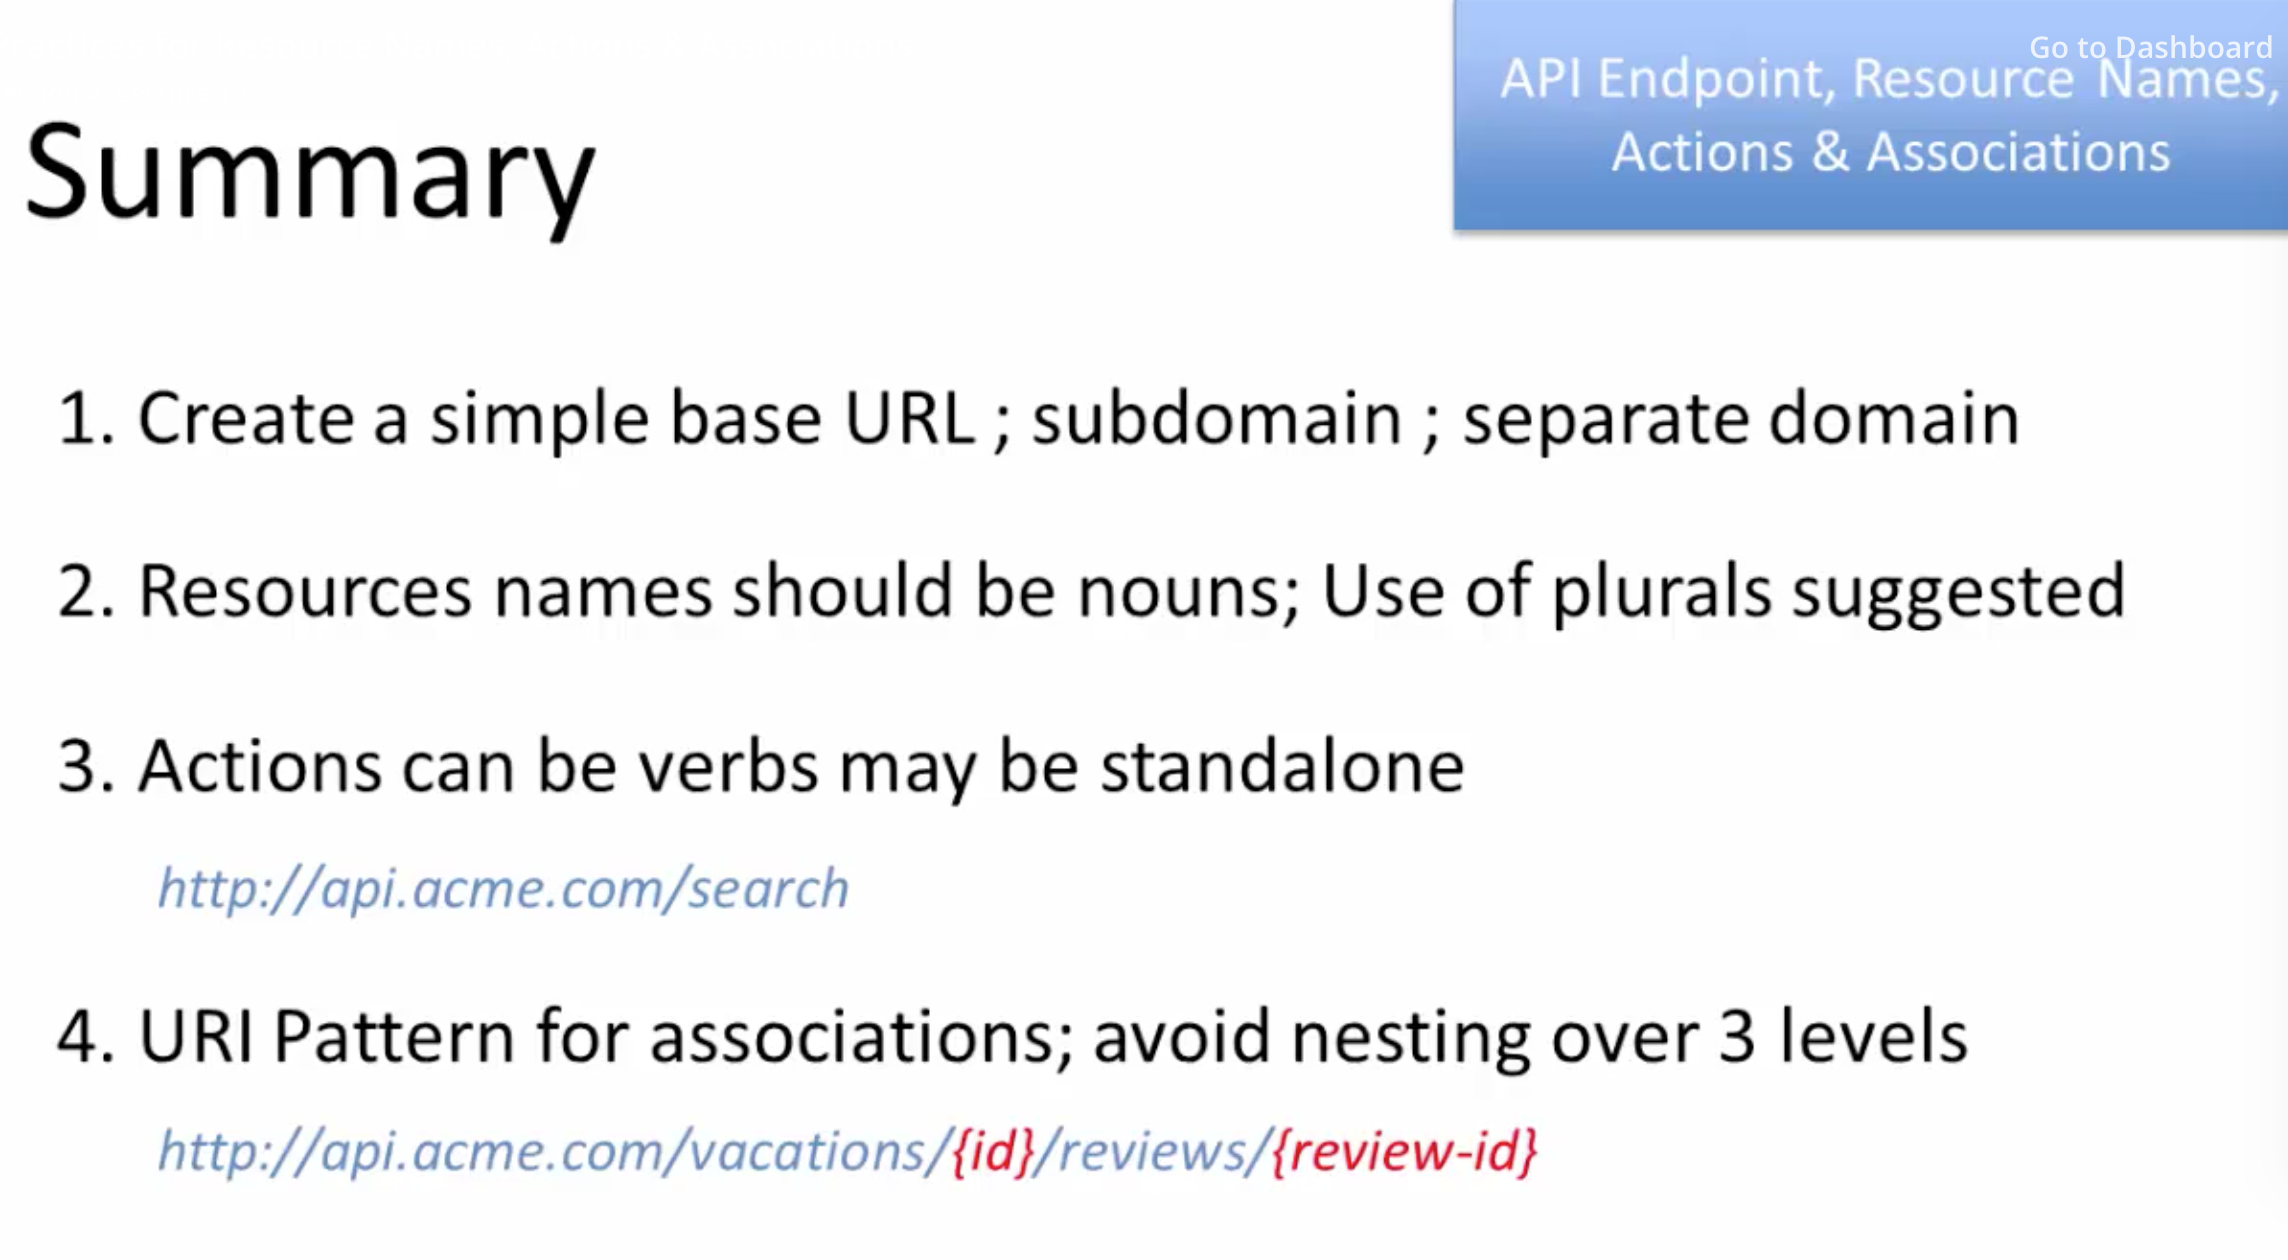 Go to Dashboard
API Endpoint, Resource Names,
Actions & Associations
Summary
1. Create a simple base URL ; subdomain ; separate domain
2. Resources names should be nouns; Use of plurals suggested
3. Actions can be verbs may be standalone
http://api.acme.com/search
4. URI Pattern for associations; avoid nesting over 3 levels
http://api.acme.com/vacations/{id}/reviews/{review-id}